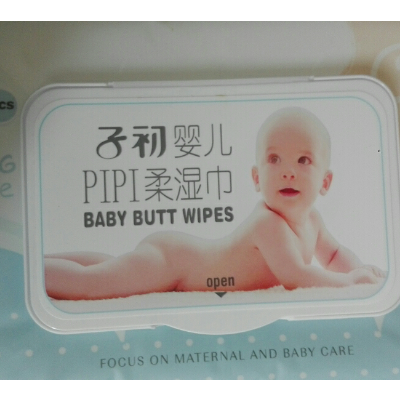 cs
子初婴儿
PIPI柔湿巾
BABY BUTT WIPES
open
FOCUS ON MATERNAL AND BABY CARE